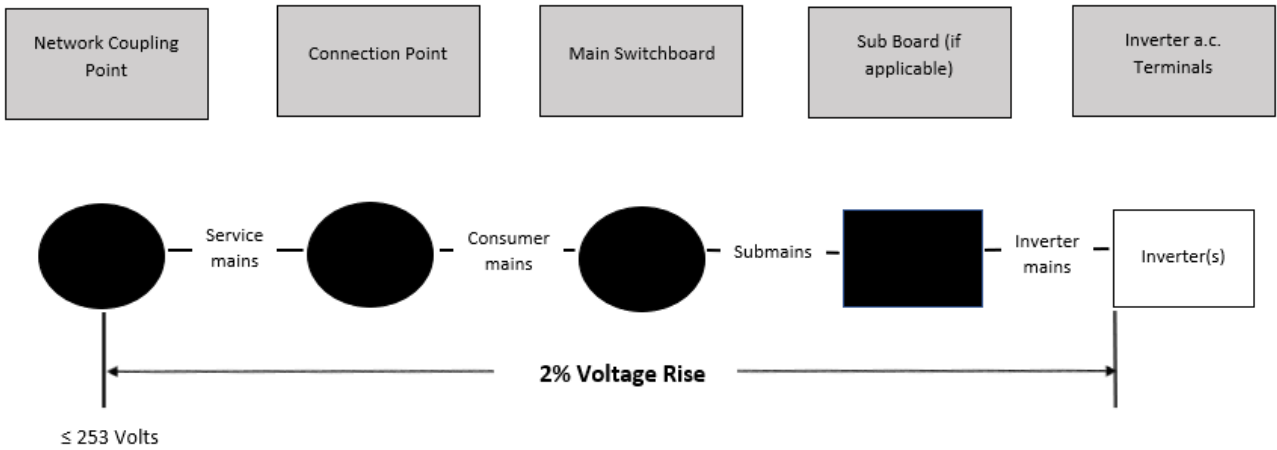 Network Coupling
Point
Connection Point
Main Switchboard
Sub Board (if
applicable)
Inverter a.c.
Terminals
Service
mains
Consumer
mains
Submains
Inverter
mains
Inverter(s)
2% Voltage Rise
≤ 253 Volts